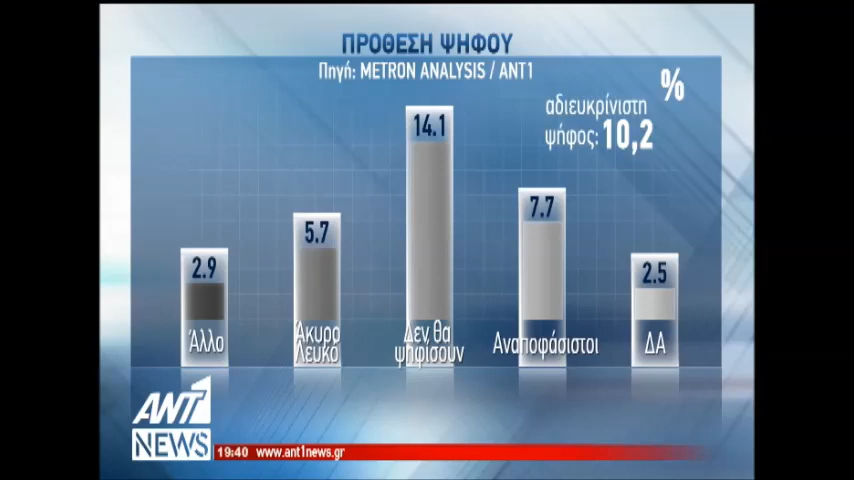 ΠΡΟΘΕΣΗ ΨΗΦΟΥ
Πηγή: METRON ANALYSIS / ANT1
%
αδιευκρίνιστη
ψήφος: 10,2
14.1
7.7
5.7
2.9
2.5
Άλλο
Άκυρο
Λευκό
Δεν θα
ψηφίσουν
Αναποφάσιστοι
ΔΑ
ANT1
NEWS
19:40 www.ant1news.gr